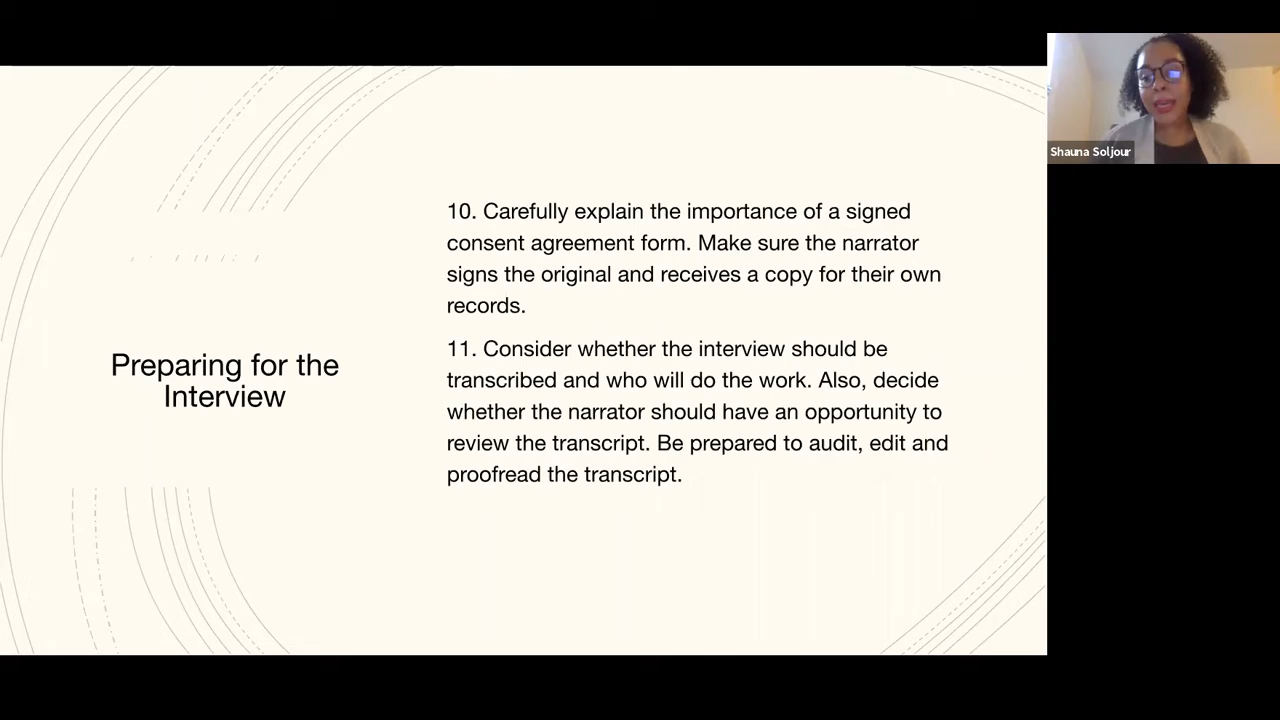 Shauna Soljour
Preparing for the
Interview
10. Carefully explain the importance of a signed
consent agreement form. Make sure the narrator
signs the original and receives a copy for their own
records.
11. Consider whether the interview should be
transcribed and who will do the work. Also, decide
whether the narrator should have an opportunity to
review the transcript. Be prepared to audit, edit and
proofread the transcript.